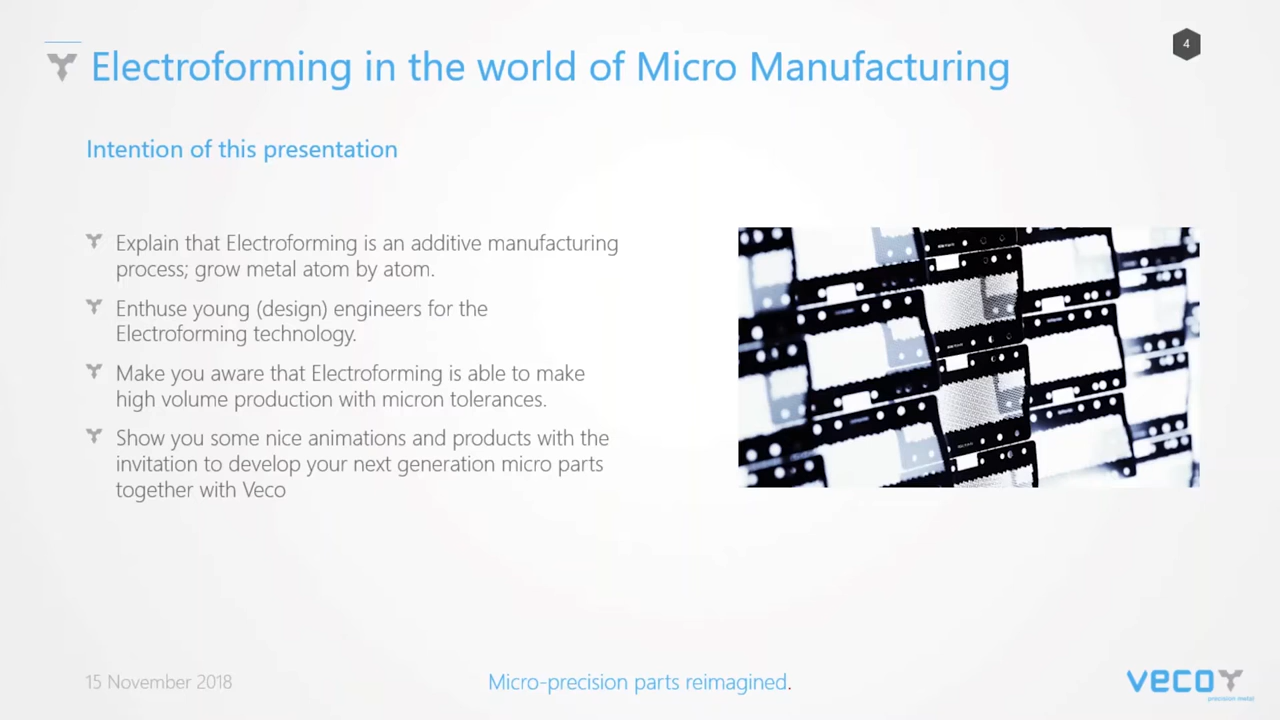 4
Electroforming in the world of Micro Manufacturing
Intention of this presentation
Explain that Electroforming is an additive manufacturing
process; grow metal atom by atom.
Enthuse young (design) engineers for the
Electroforming technology.
Make you aware that Electroforming is able to make
high volume production with micron tolerances.
Show you some nice animations and products with the
invitation to develop your next generation micro parts
together with Veco
15 November 2018
Micro-precision parts reimagined.
veco
precision metal